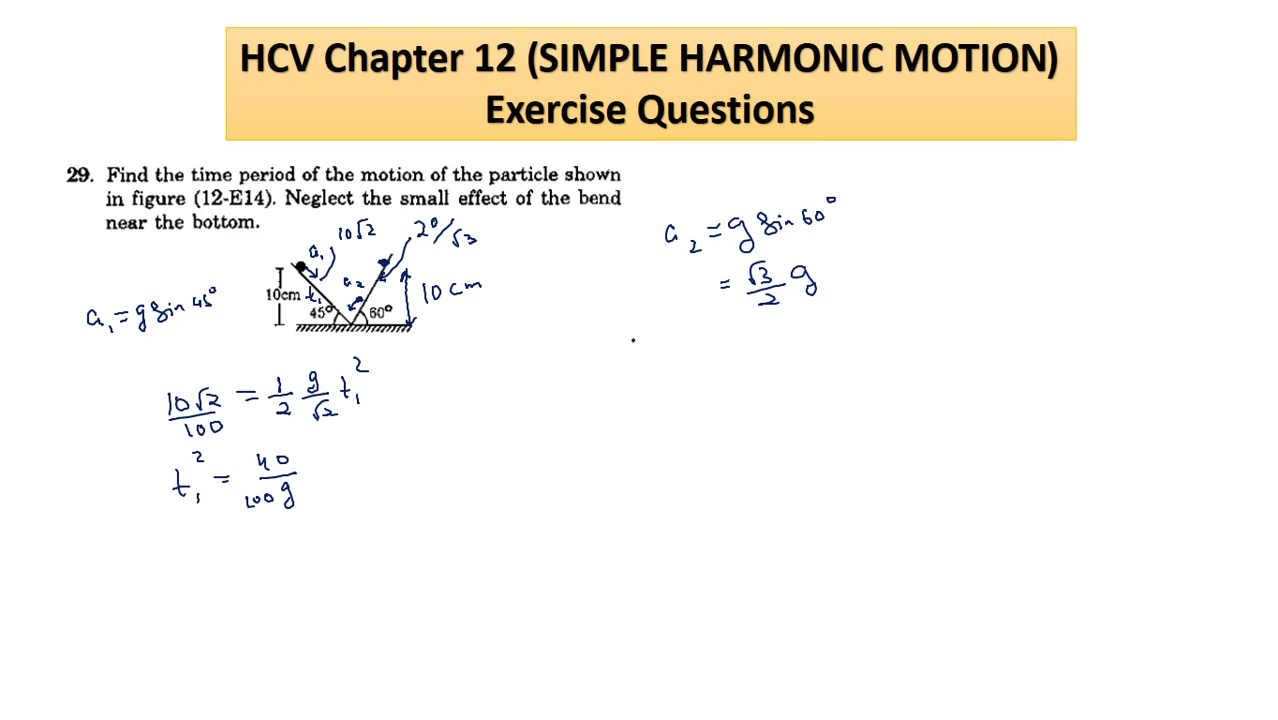 HCV Chapter 12 (SIMPLE HARMONIC MOTION)
Exercise Questions
29. Find the time period of the motion of the particle shown
in figure (12-E14). Neglect the small effect of the bend
near the bottom.
a₁
10√2
20/√3
a₂
10cm
t₁
45°
60°
10 cm
a₁ = g sin 45°
10√2/100 = 1/2 g/√2 t₁²
t₁² = 40/100g
a₂ = g sin 60°
= √3/2 g